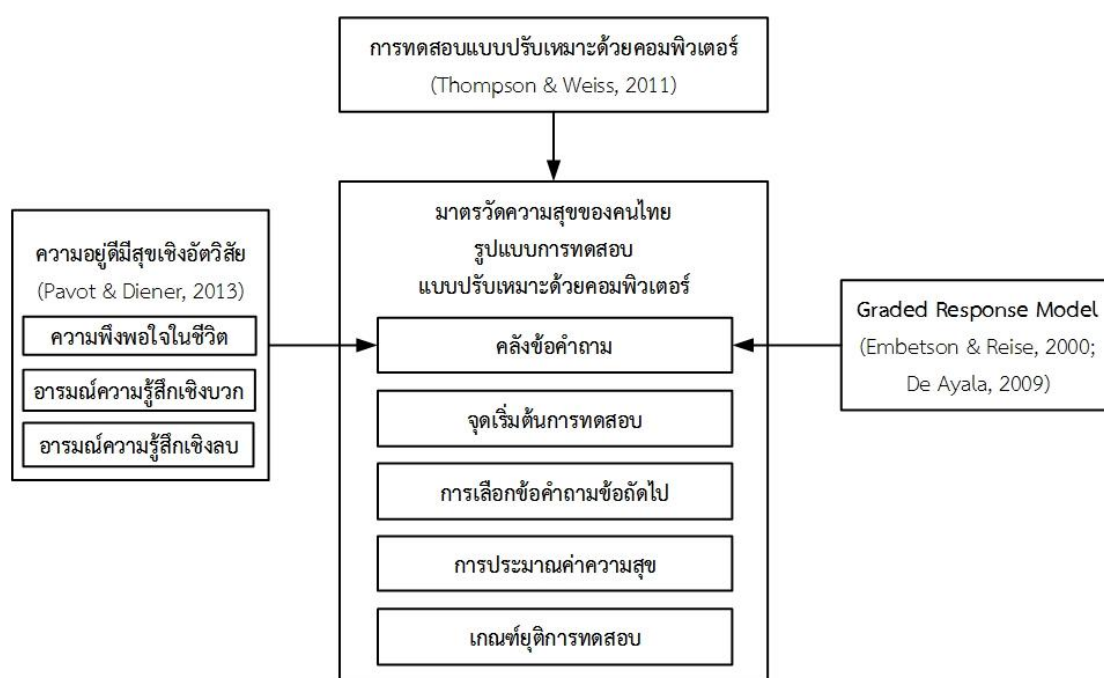 การทดสอบแบบปรับเหมาะด้วยคอมพิวเตอร์
(Thompson & Weiss, 2011)
ความอยู่ดีมีสุขเชิงอัตวิสัย
(Pavot & Diener, 2013)
ความพึงพอใจในชีวิต
อารมณ์ความรู้สึกเชิงบวก
อารมณ์ความรู้สึกเชิงลบ
มาตรวัดความสุขของคนไทย
รูปแบบการทดสอบ
แบบปรับเหมาะด้วยคอมพิวเตอร์
คลังข้อคำถาม
จุดเริ่มต้นการทดสอบ
การเลือกข้อคำถามข้อถัดไป
การประมาณค่าความสุข
เกณฑ์ยุติการทดสอบ
Graded Response Model
(Embetson & Reise, 2000;
De Ayala, 2009)